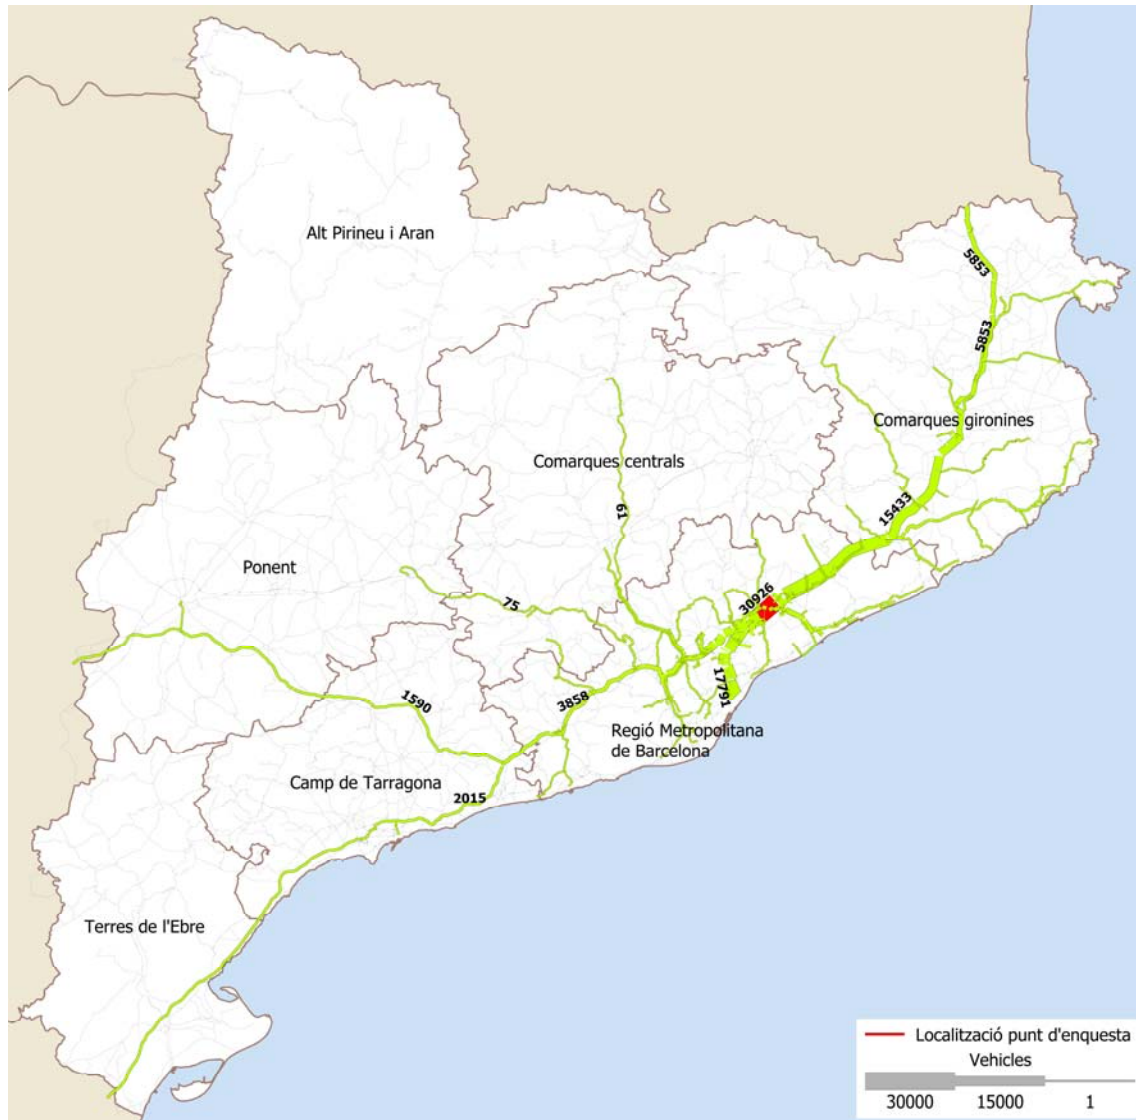 Alt Pirineu i Aran
5853
5853
Comarques gironines
Comarques centrals
15433
61
Ponent
75
30926
17791
1590
3858
Regió Metropolitana
de Barcelona
Camp de Tarragona
2015
Terres de l'Ebre
Localització punt d'enquesta
Vehicles
30000 15000 1